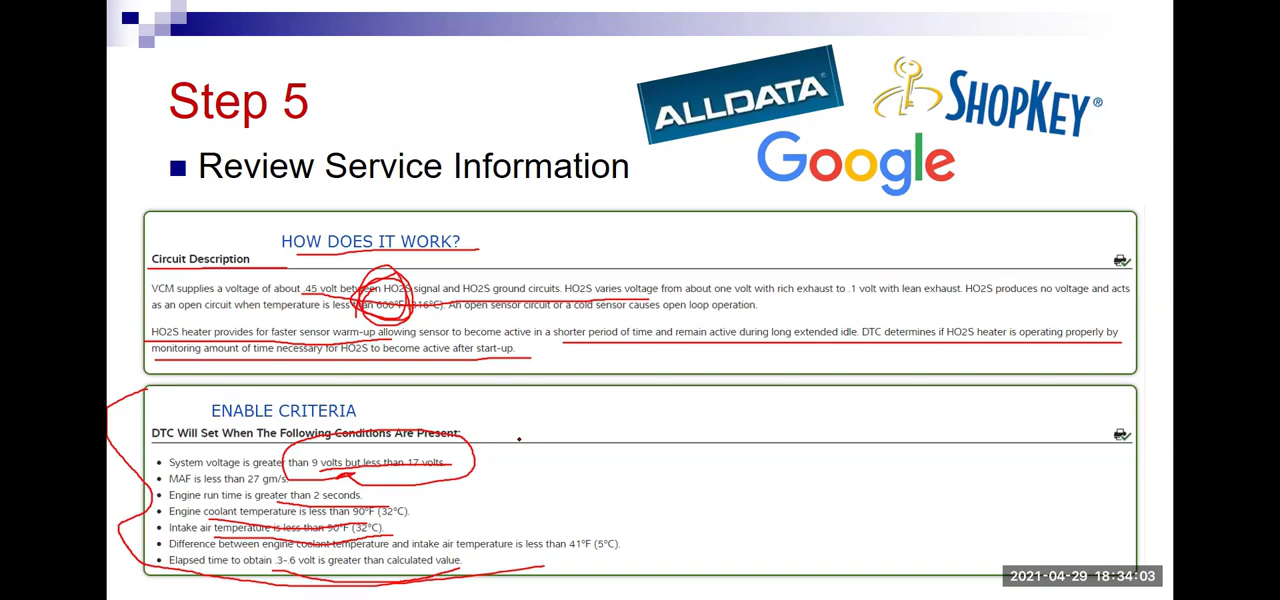 Step 5
ALLDATA
SHOPKEY®
Google
Review Service Information
HOW DOES IT WORK?
Circuit Description
VCM supplies a voltage of about .45 volt between HO2S signal and HO2S ground circuits. HO2S varies voltage from about one volt with rich exhaust to .1 volt with lean exhaust. HO2S produces no voltage and acts
as an open circuit when temperature is less than 600°F (316°C). An open sensor circuit or a cold sensor causes open loop operation.
HO2S heater provides for faster sensor warm-up allowing sensor to become active in a shorter period of time and remain active during long extended idle. DTC determines if HO2S heater is operating properly by
monitoring amount of time necessary for HO2S to become active after start-up.
ENABLE CRITERIA
DTC Will Set When The Following Conditions Are Present:
System voltage is greater than 9 volts but less than 17 volts.
MAF is less than 27 gm/s.
Engine run time is greater than 2 seconds.
Engine coolant temperature is less than 90°F (32°C).
Intake air temperature is less than 90°F (32°C).
Difference between engine coolant temperature and intake air temperature is less than 41°F (5°C).
Elapsed time to obtain .3-.6 volt is greater than calculated value.
2021-04-29 18:34:03